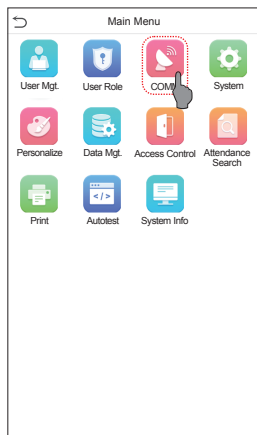 Main Menu
User Mgt.
User Role
COMM
System
Personalize
Data Mgt.
Access Control
Attendance
Search
Print
</>
Autotest
System Info